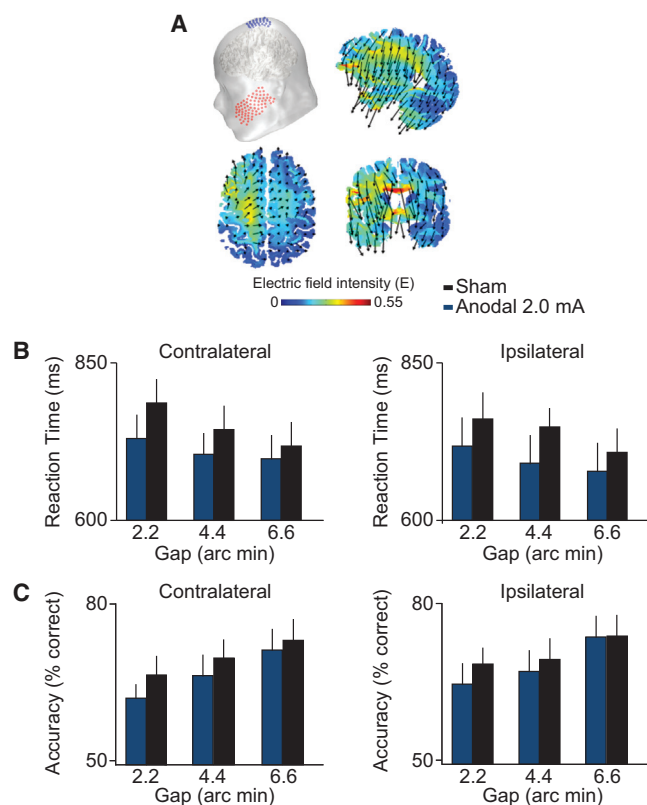 A
Electric field intensity (E)
0 0.55
Sham
Anodal 2.0 mA
B
Contralateral
Reaction Time (ms)
850
600
2.2 4.4 6.6
Gap (arc min)
Ipsilateral
Reaction Time (ms)
850
600
2.2 4.4 6.6
Gap (arc min)
C
Contralateral
Accuracy (% correct)
80
50
2.2 4.4 6.6
Gap (arc min)
Ipsilateral
Accuracy (% correct)
80
50
2.2 4.4 6.6
Gap (arc min)